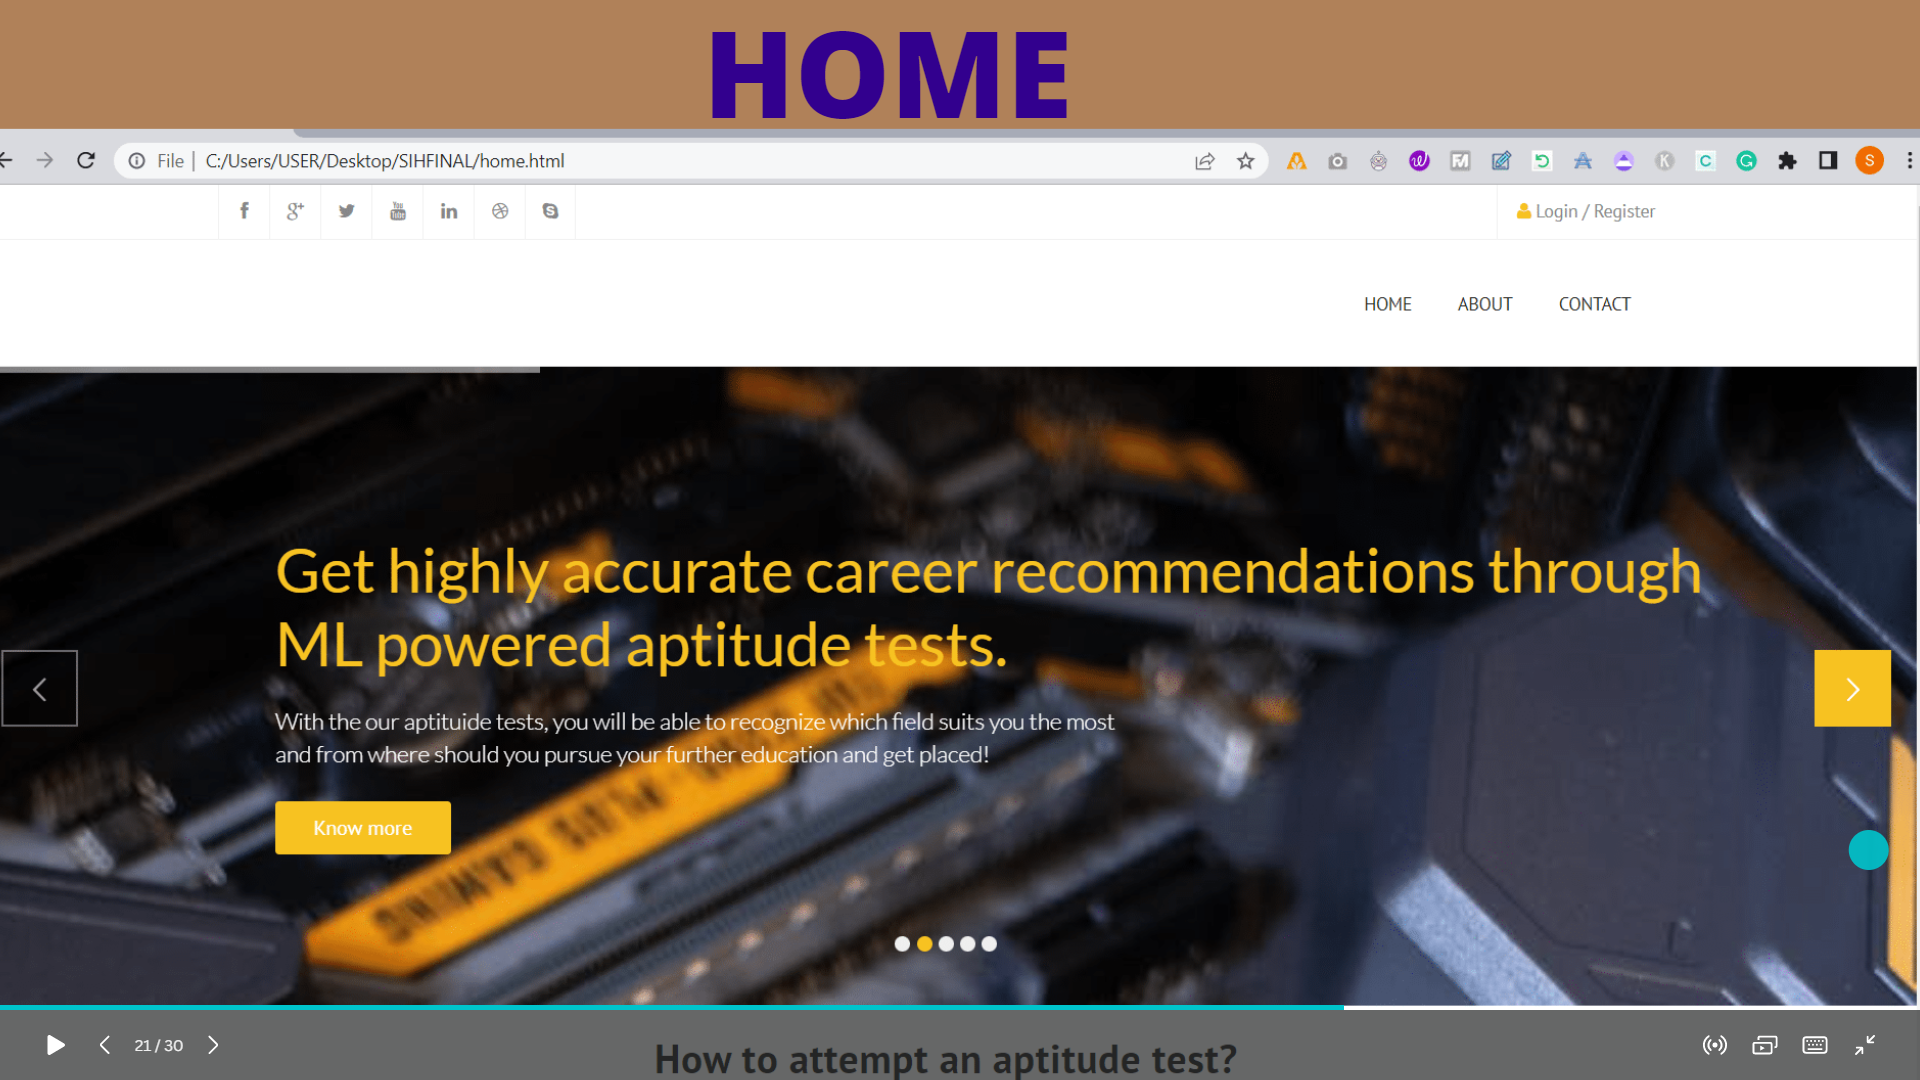 HOME
File | C:/Users/USER/Desktop/SIHFINAL/home.html
Login / Register
HOME ABOUT CONTACT
Get highly accurate career recommendations through
ML powered aptitude tests.
With the our aptituide tests, you will be able to recognize which field suits you the most
and from where should you pursue your further education and get placed!
Know more
21 / 30
How to attempt an aptitude test?